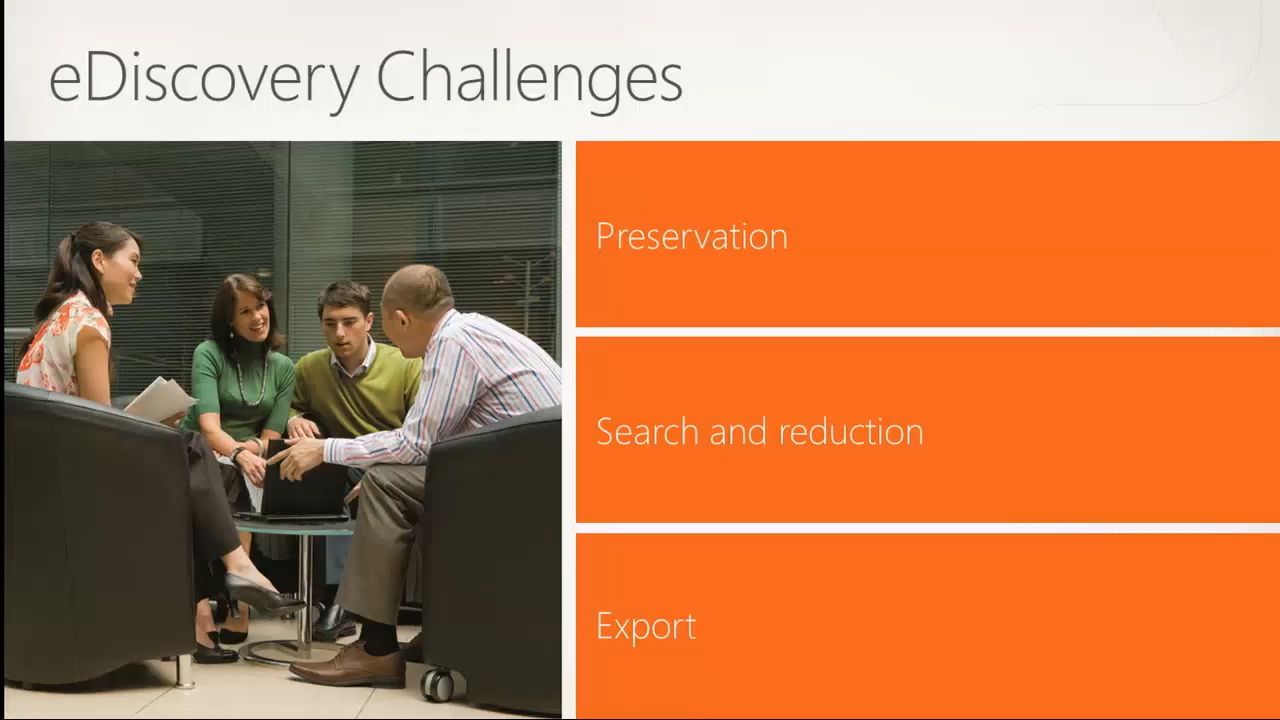 eDiscovery Challenges
Preservation
Search and reduction
Export